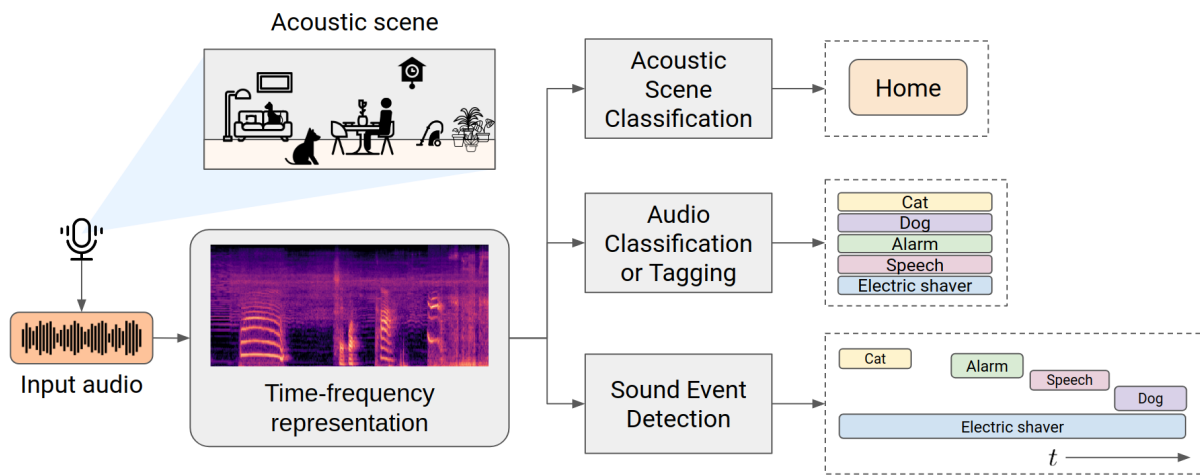 Acoustic scene
Input audio
Time-frequency
representation
Acoustic
Scene
Classification
Home
Audio
Classification
or Tagging
Cat
Dog
Alarm
Speech
Electric shaver
Sound Event
Detection
Cat
Alarm
Speech
Dog
Electric shaver
t